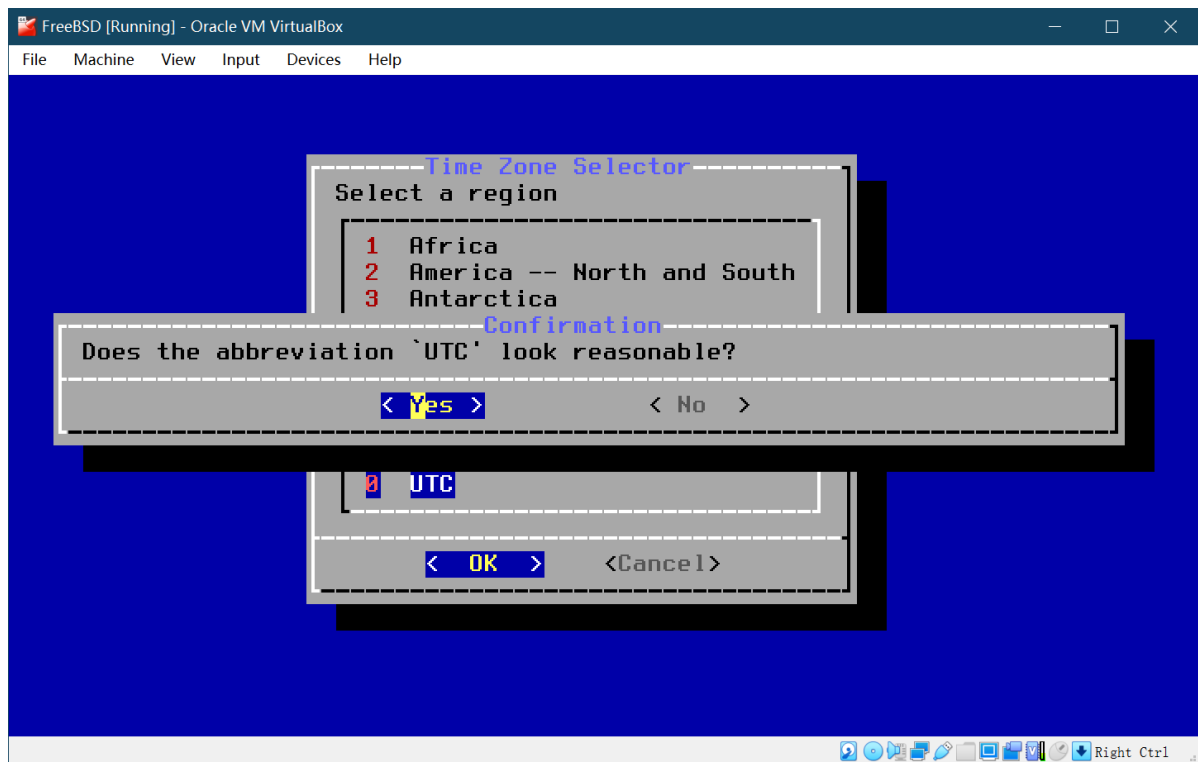 FreeBSD [Running] - Oracle VM VirtualBox
File Machine View Input Devices Help
Time Zone Selector
Select a region
1 Africa
2 America -- North and South
3 Antarctica
Confirmation
Does the abbreviation `UTC' look reasonable?
< Yes > < No >
0 UTC
< OK > <Cancel>
Right Ctrl